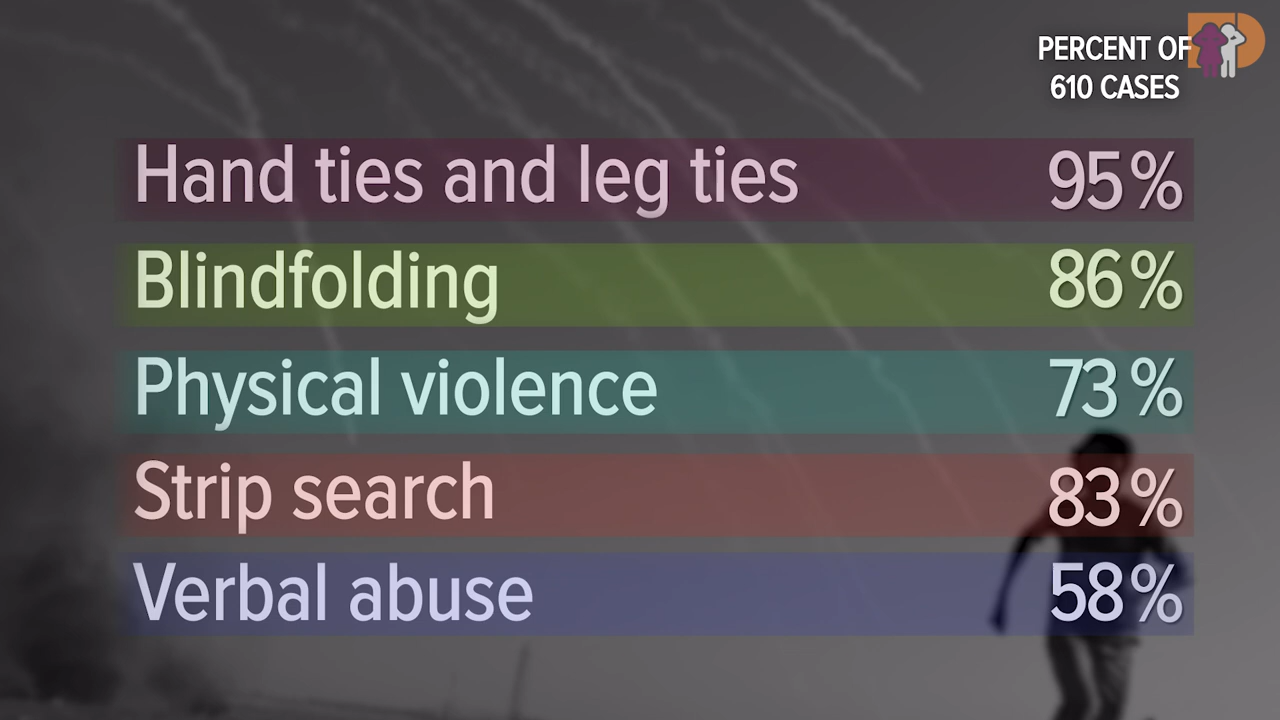 PERCENT OF
610 CASES
Hand ties and leg ties 95%
Blindfolding 86%
Physical violence 73%
Strip search 83%
Verbal abuse 58%